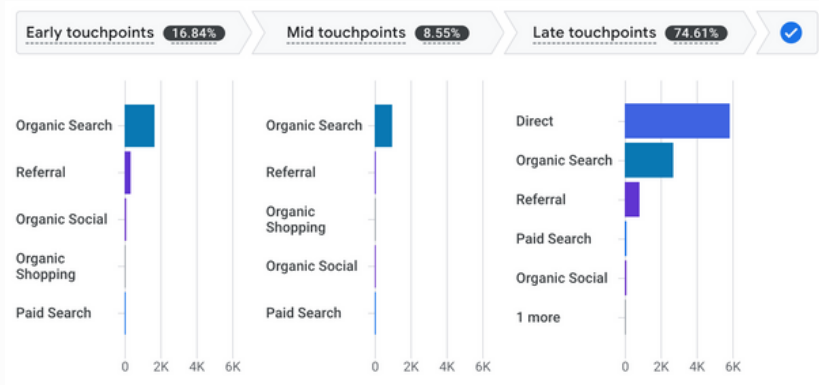 Early touchpoints 16.84%
Mid touchpoints 8.55%
Late touchpoints 74.61%
Organic Search
Referral
Organic Social
Organic
Shopping
Paid Search
0 2K 4K 6K
Organic Search
Referral
Organic
Shopping
Organic Social
Paid Search
0 2K 4K 6K
Direct
Organic Search
Referral
Paid Search
Organic Social
1 more
0 2K 4K 6K